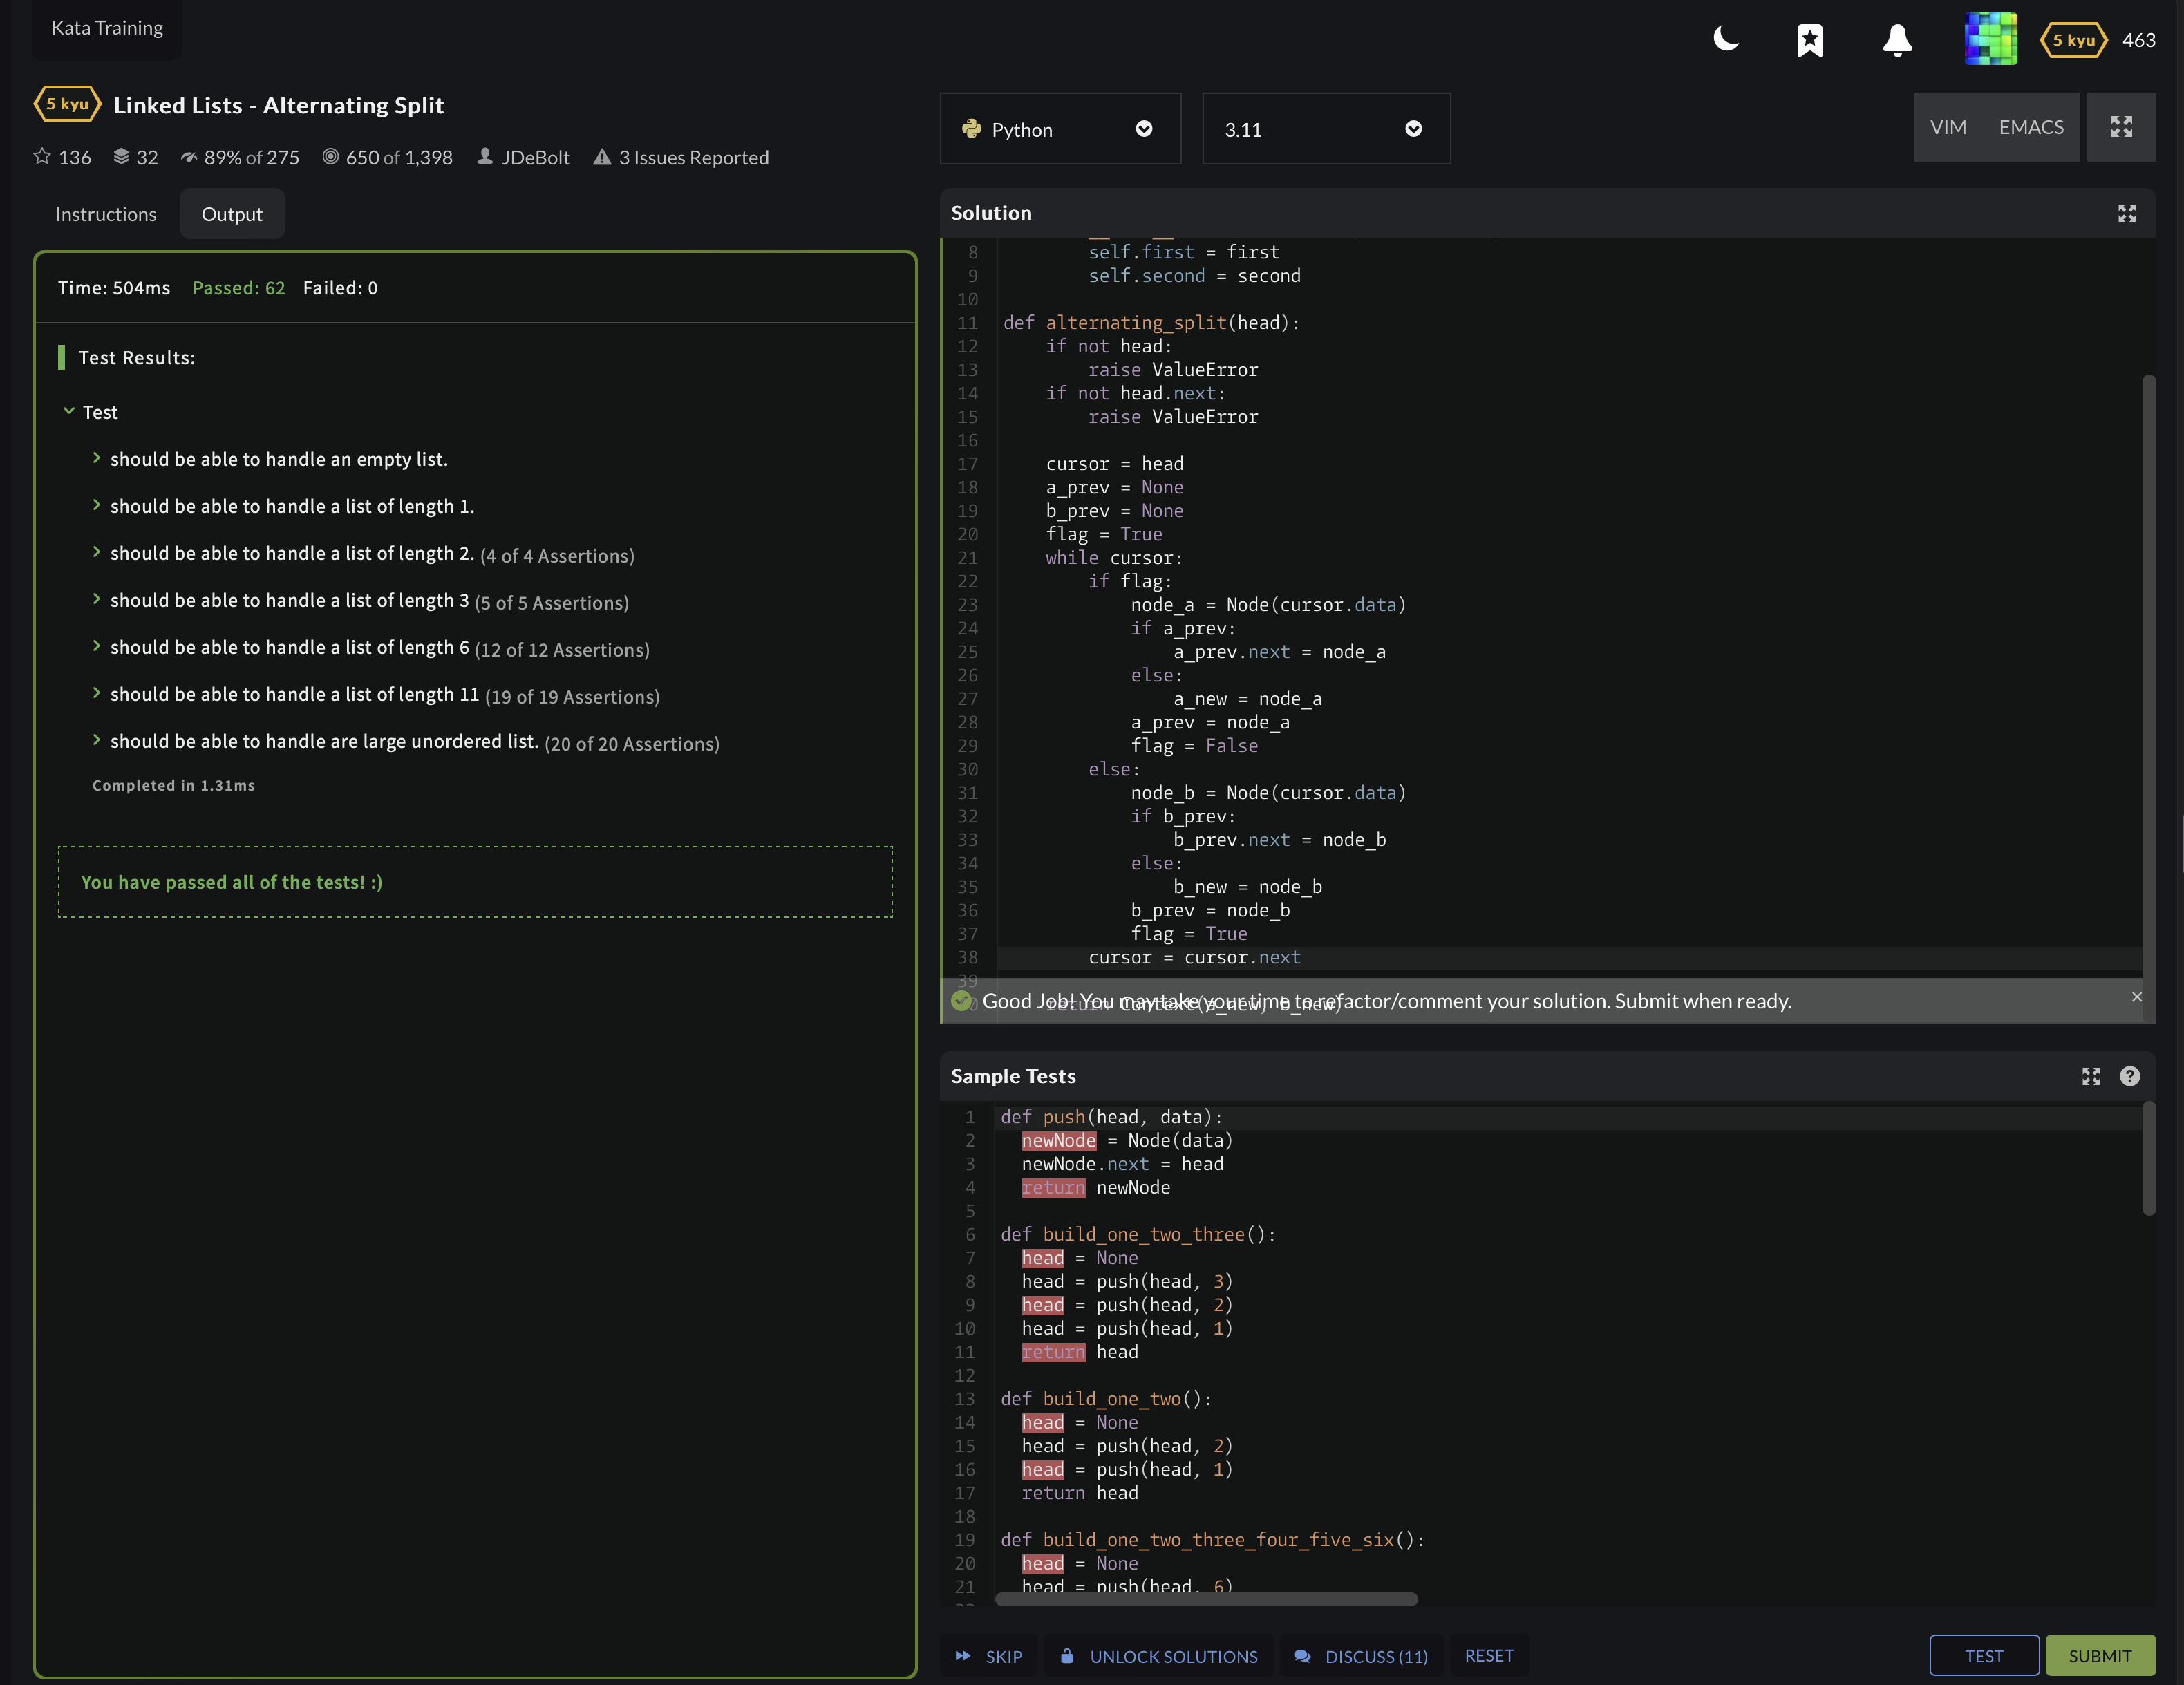 Kata Training
5 kyu 463
5 kyu Linked Lists - Alternating Split
136 32 89% of 275 650 of 1,398 JDeBolt 3 Issues Reported
Instructions Output
Time: 504ms Passed: 62 Failed: 0
Test Results:
Test
should be able to handle an empty list.
should be able to handle a list of length 1.
should be able to handle a list of length 2. (4 of 4 Assertions)
should be able to handle a list of length 3 (5 of 5 Assertions)
should be able to handle a list of length 6 (12 of 12 Assertions)
should be able to handle a list of length 11 (19 of 19 Assertions)
should be able to handle are large unordered list. (20 of 20 Assertions)
Completed in 1.31ms
You have passed all of the tests! :)
Python 3.11 VIM EMACS
Solution
8 self.first = first
9 self.second = second
10
11 def alternating_split(head):
12 if not head:
13 raise ValueError
14 if not head.next:
15 raise ValueError
16
17 cursor = head
18 a_prev = None
19 b_prev = None
20 flag = True
21 while cursor:
22 if flag:
23 node_a = Node(cursor.data)
24 if a_prev:
25 a_prev.next = node_a
26 else:
27 a_new = node_a
28 a_prev = node_a
29 flag = False
30 else:
31 node_b = Node(cursor.data)
32 if b_prev:
33 b_prev.next = node_b
34 else:
35 b_new = node_b
36 b_prev = node_b
37 flag = True
38 cursor = cursor.next
39
return Context(a_new, b_new)
Good Job! You may take your time to refactor/comment your solution. Submit when ready.
Sample Tests
1 def push(head, data):
2 newNode = Node(data)
3 newNode.next = head
4 return newNode
5
6 def build_one_two_three():
7 head = None
8 head = push(head, 3)
9 head = push(head, 2)
10 head = push(head, 1)
11 return head
12
13 def build_one_two():
14 head = None
15 head = push(head, 2)
16 head = push(head, 1)
17 return head
18
19 def build_one_two_three_four_five_six():
20 head = None
21 head = push(head, 6)
SKIP UNLOCK SOLUTIONS DISCUSS (11) RESET TEST SUBMIT